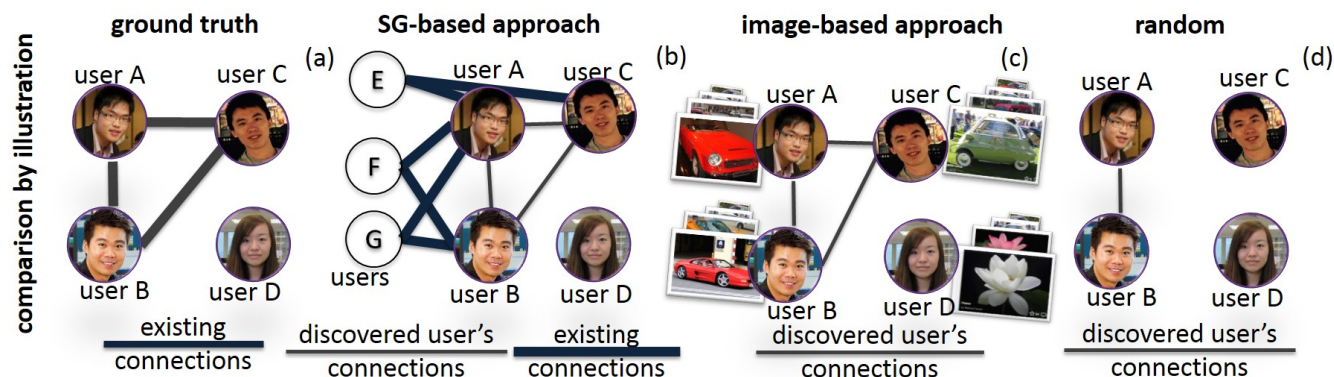 comparison by illustration
ground truth
SG-based approach
image-based approach
random
(a)
(b)
(c)
(d)
user A
user C
user B
user D
existing
connections
E
F
G
users
user A
user C
user B
user D
discovered user's
connections
existing
connections
user A
user C
user B
user D
discovered user's
connections
user A
user C
user B
user D
discovered user's
connections